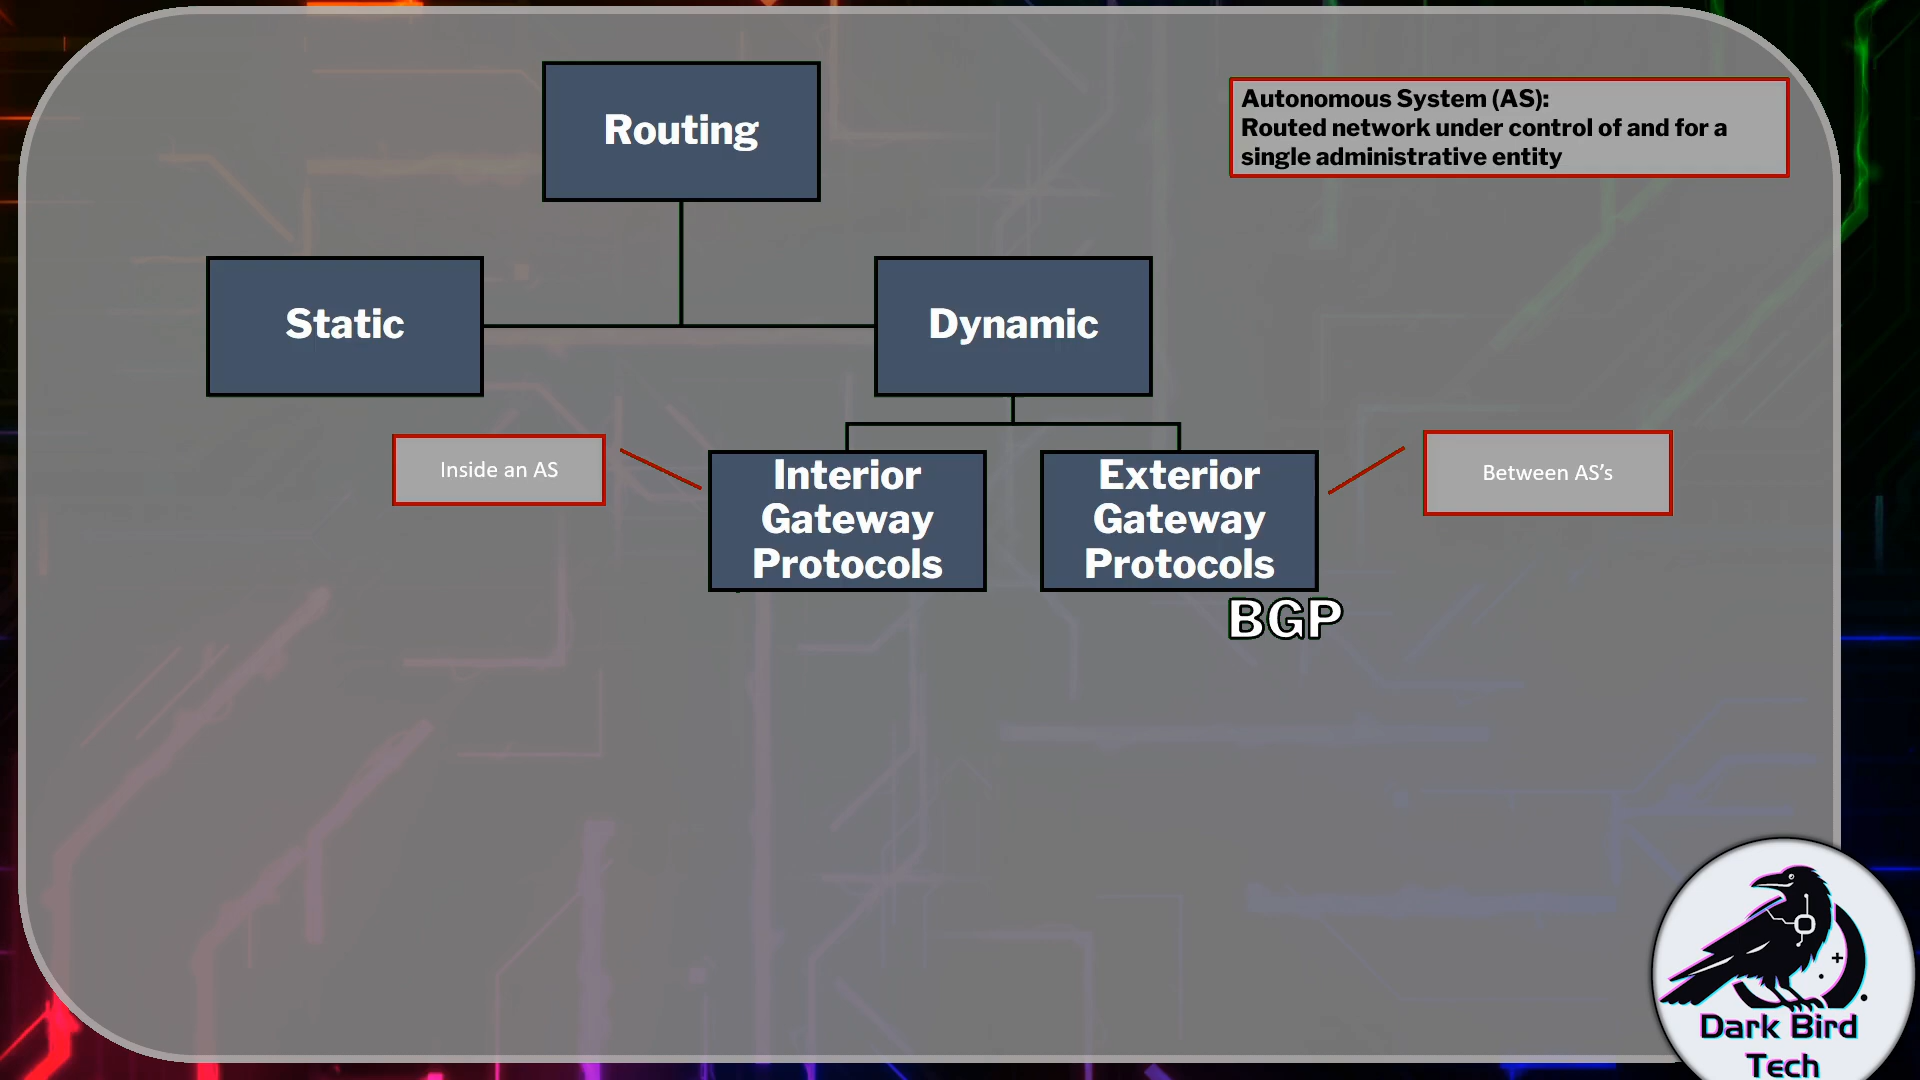 Routing
Autonomous System (AS):
Routed network under control of and for a
single administrative entity
Static
Dynamic
Inside an AS
Interior
Gateway
Protocols
Exterior
Gateway
Protocols
Between AS's
BGP
Dark Bird
Tech